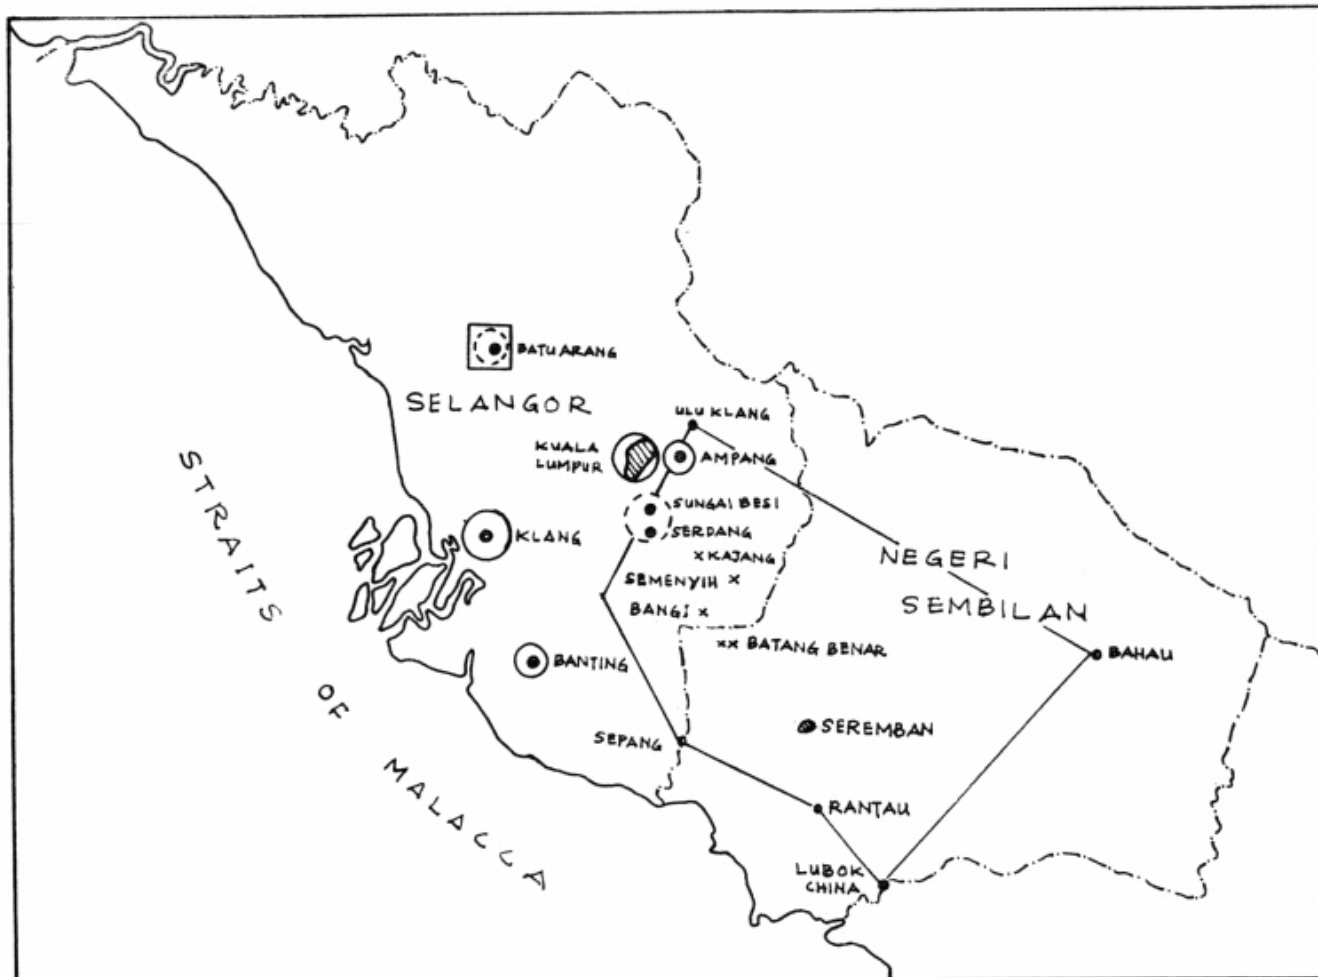 BATU ARANG
SELANGOR
ULU KLANG
KUALA
LUMPUR
AMPANG
SUNGAI BESI
SERDANG
KLANG
KAJANG
SEMENYIH
BANGI
BATANG BENAR
NEGERI
SEMBILAN
BAHAU
BANTING
SEREMBAN
SEPANG
RANTAU
LUBOK
CHINA
STRAITS
OF
MALACCA